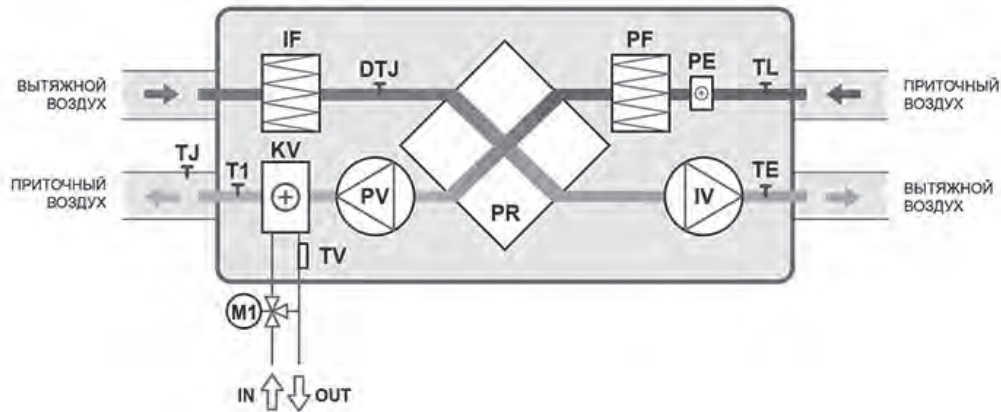 IF
PF
DTJ
PE
TL
ВЫТЯЖНОЙ
ВОЗДУХ
ПРИТОЧНЫЙ
ВОЗДУХ
TJ
T1
KV
TE
ПРИТОЧНЫЙ
ВОЗДУХ
PV
PR
IV
ВЫТЯЖНОЙ
ВОЗДУХ
TV
M1
IN
OUT